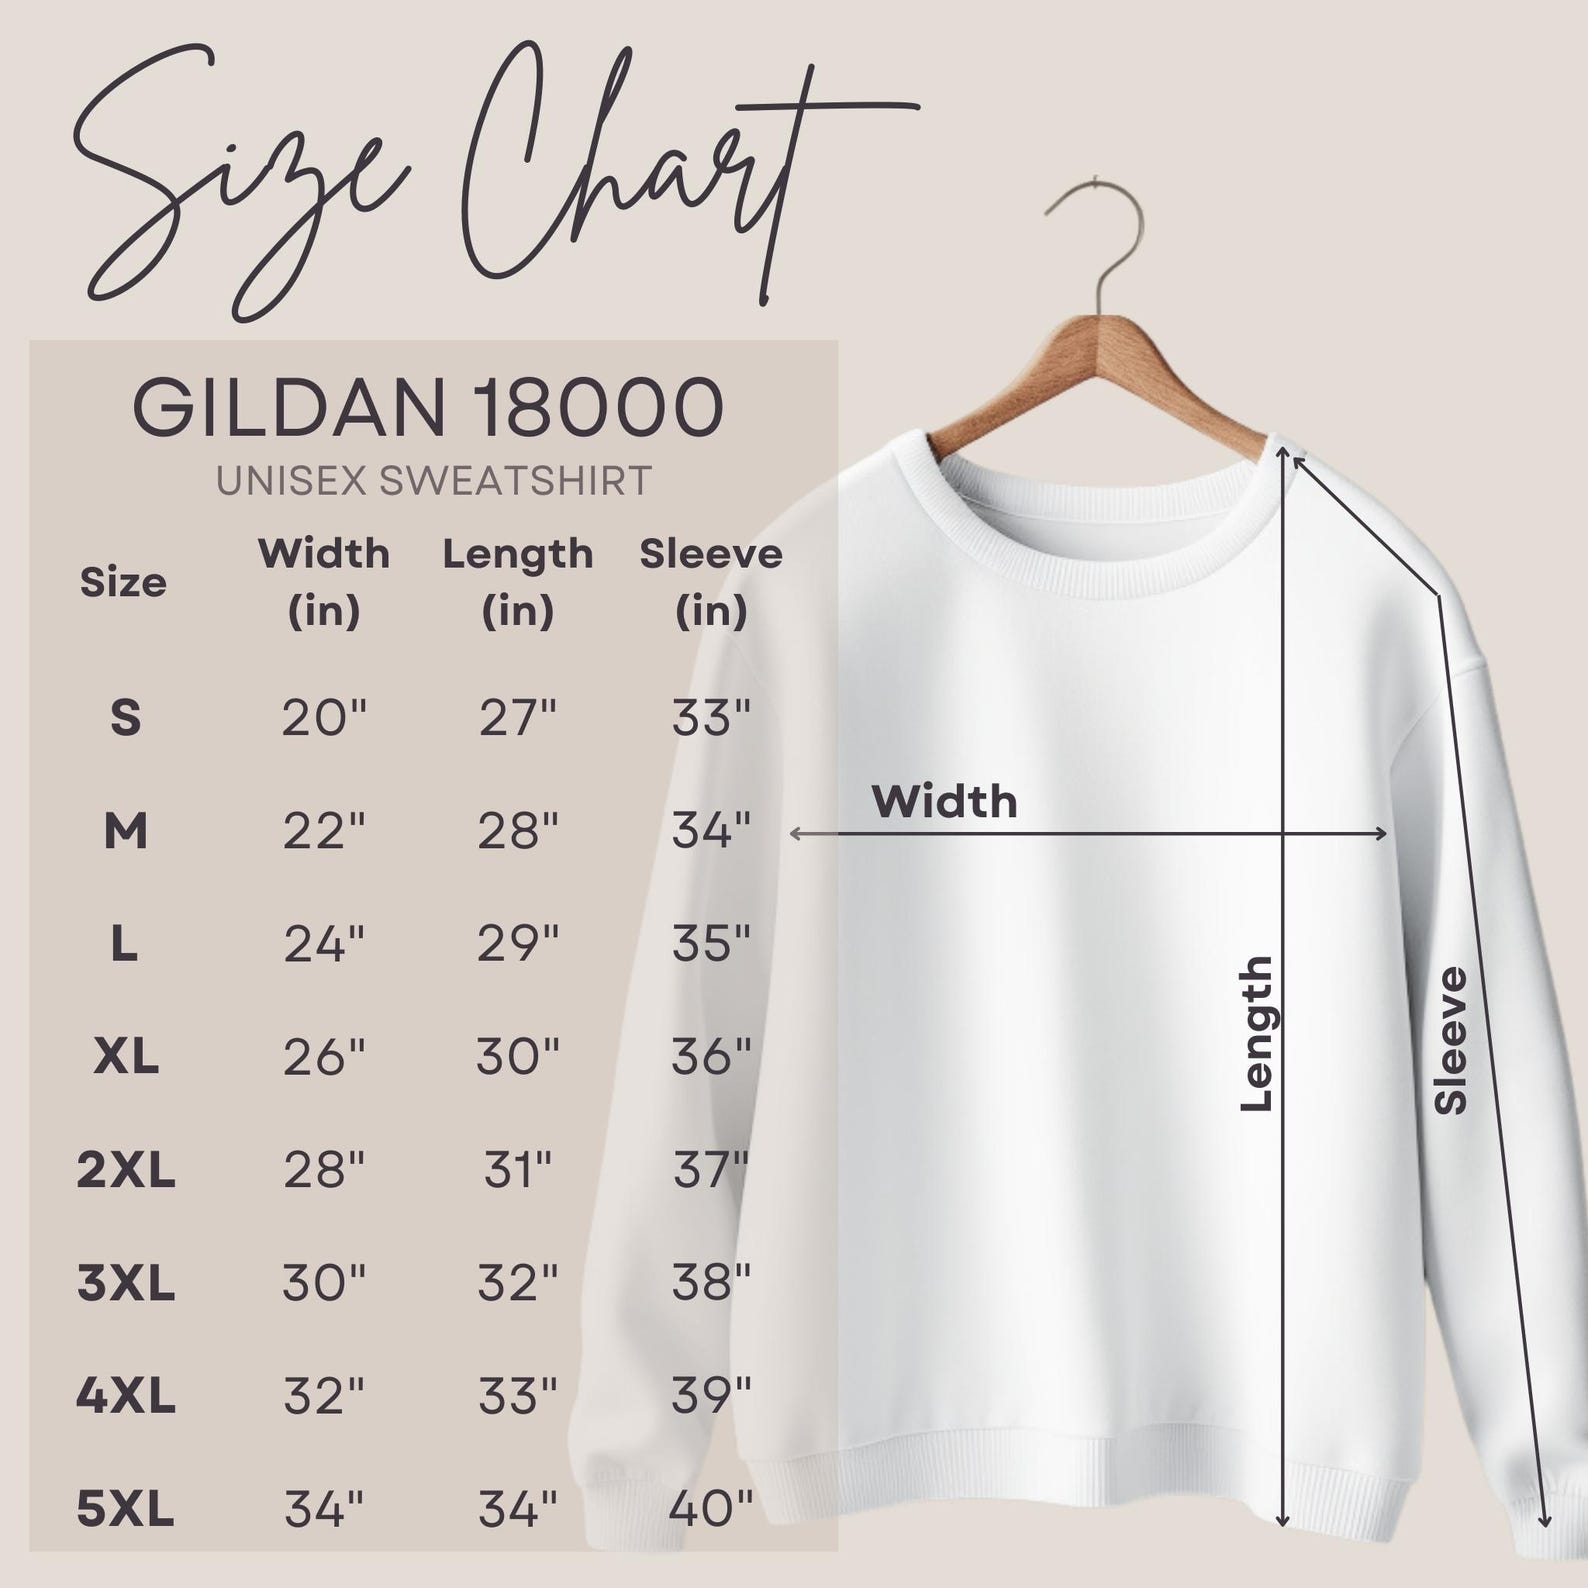 Size Chart
GILDAN 18000
UNISEX SWEATSHIRT
Size Width (in) Length (in) Sleeve (in)
S 20" 27" 33"
M 22" 28" 34"
L 24" 29" 35"
XL 26" 30" 36"
2XL 28" 31" 37"
3XL 30" 32" 38"
4XL 32" 33" 39"
5XL 34" 34" 40"
Width
Length
Sleeve